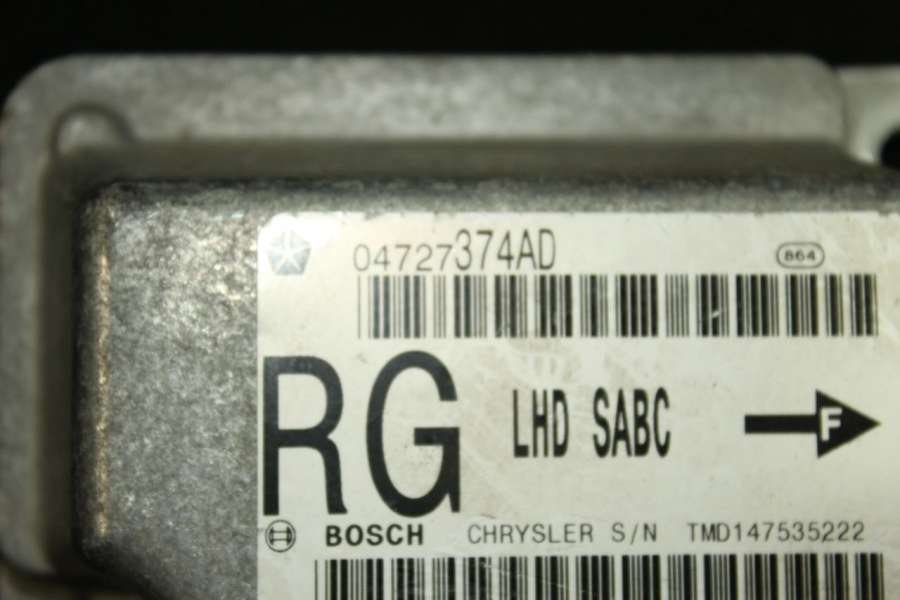 04727374AD 864
RG LHD SABC F
BOSCH CHRYSLER S/N TMD147535222